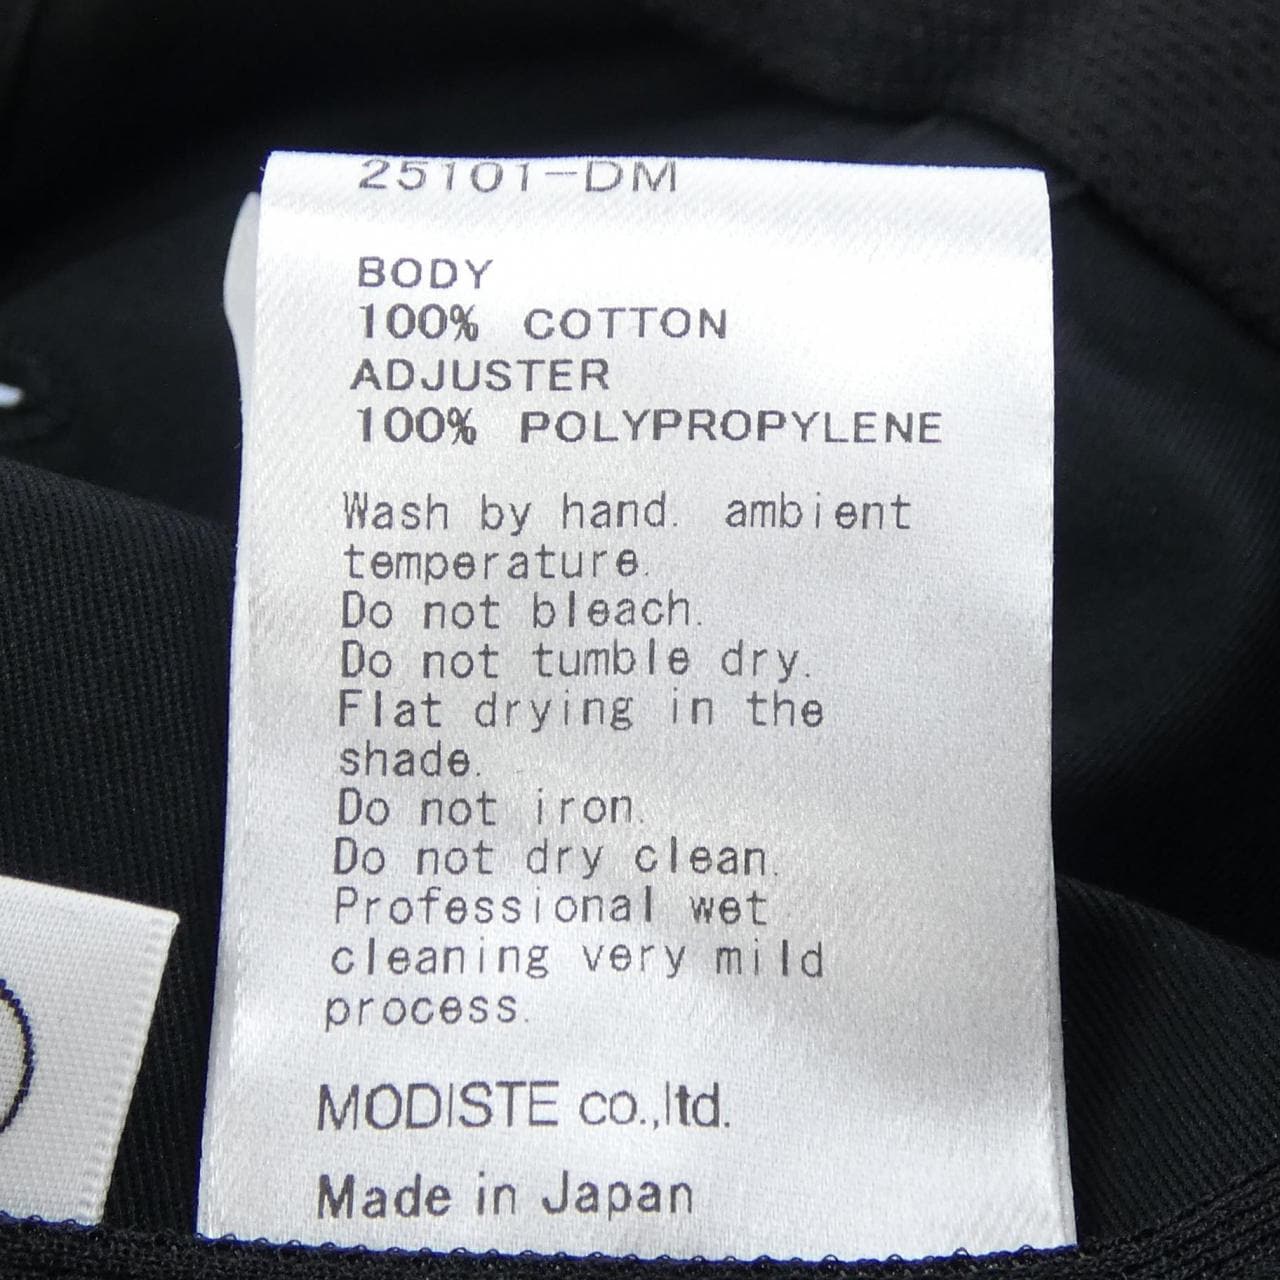 25101-DM
BODY
100% COTTON
ADJUSTER
100% POLYPROPYLENE
Wash by hand. ambient
temperature.
Do not bleach.
Do not tumble dry.
Flat drying in the
shade.
Do not iron.
Do not dry clean.
Professional wet
cleaning very mild
process.
MODISTE co.,ltd.
Made in Japan